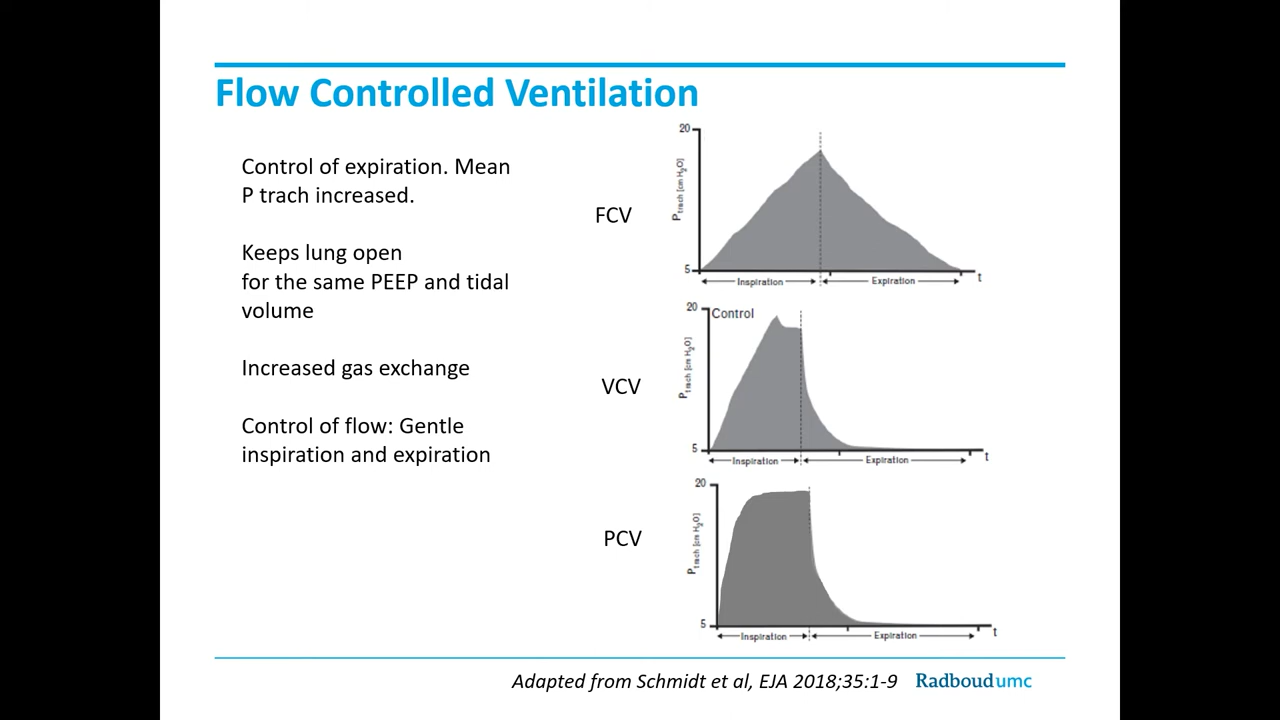 Flow Controlled Ventilation
Control of expiration. Mean
P trach increased.
Keeps lung open
for the same PEEP and tidal
volume
Increased gas exchange
Control of flow: Gentle
inspiration and expiration
FCV
20
P trach [cm H2O]
5
t
Inspiration
Expiration
VCV
20
Control
P trach [cm H2O]
5
t
Inspiration
Expiration
PCV
20
P trach [cm H2O]
5
t
Inspiration
Expiration
Adapted from Schmidt et al, EJA 2018;35:1-9
Radboudumc